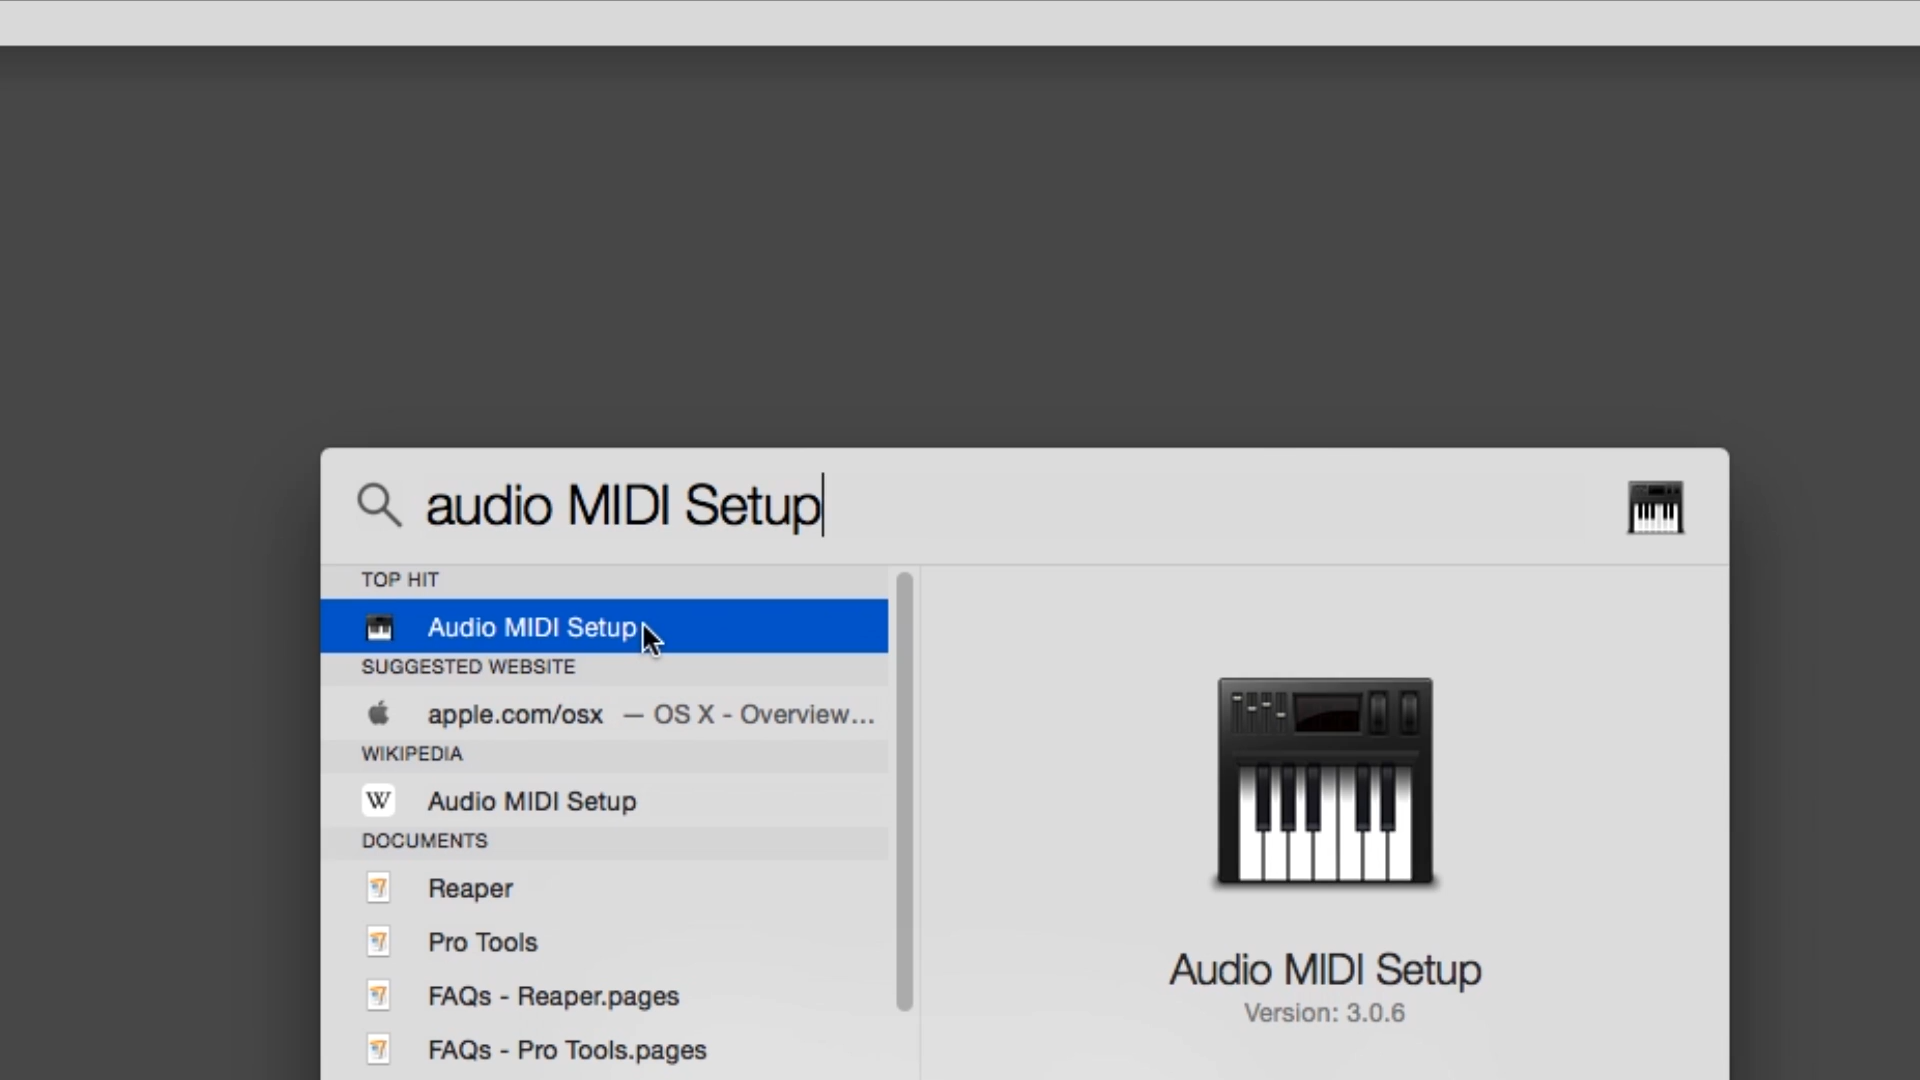 audio MIDI Setup
TOP HIT
Audio MIDI Setup
SUGGESTED WEBSITE
apple.com/osx — OS X - Overview...
WIKIPEDIA
W Audio MIDI Setup
DOCUMENTS
Reaper
Pro Tools
FAQs - Reaper.pages
FAQs - Pro Tools.pages
Audio MIDI Setup
Version: 3.0.6